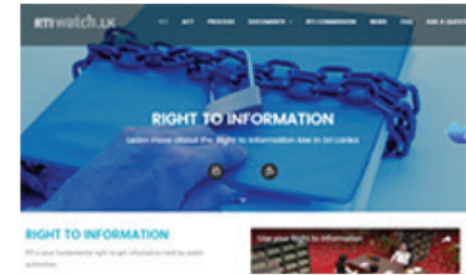 RTI watch.LK
RTI ACT PROCESS DOCUMENTS RTI COMMISSION NEWS FAQ ASK A QUESTI
RIGHT TO INFORMATION
Learn more about the Right to Information law in Sri Lanka
RIGHT TO INFORMATION
RTI is your fundamental right to get information held by public
authorities.
Use your Right to Information